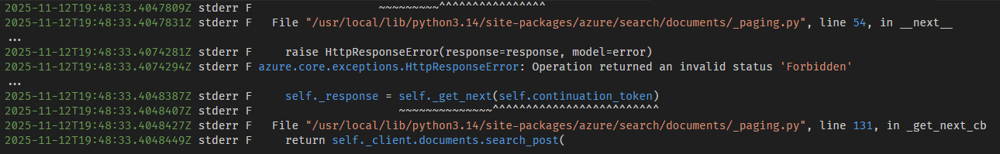 2025-11-12T19:48:33.4047809Z stderr F                    ~~~~~~~~~^^^^^^^^^^^^^^^^
2025-11-12T19:48:33.4047831Z stderr F   File "/usr/local/lib/python3.14/site-packages/azure/search/documents/_paging.py", line 54, in __next__
...
2025-11-12T19:48:33.4074281Z stderr F     raise HttpResponseError(response=response, model=error)
2025-11-12T19:48:33.4074294Z stderr F azure.core.exceptions.HttpResponseError: Operation returned an invalid status 'Forbidden'
...
2025-11-12T19:48:33.4048387Z stderr F     self._response = self._get_next(self.continuation_token)
2025-11-12T19:48:33.4048407Z stderr F                      ~~~~~~~~~~~~~~^^^^^^^^^^^^^^^^^^^^^^^^^
2025-11-12T19:48:33.4048427Z stderr F   File "/usr/local/lib/python3.14/site-packages/azure/search/documents/_paging.py", line 131, in _get_next_cb
2025-11-12T19:48:33.4048449Z stderr F     return self._client.documents.search_post(